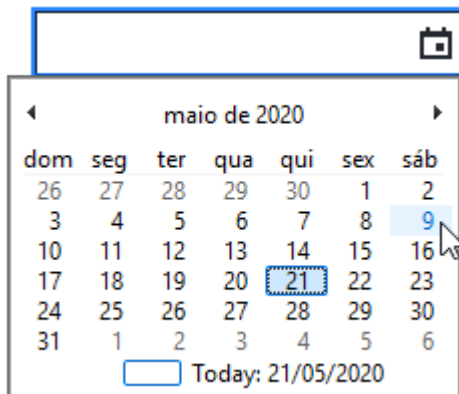 maio de 2020
dom seg ter qua qui sex sáb
26 27 28 29 30 1 2
3 4 5 6 7 8 9
10 11 12 13 14 15 16
17 18 19 20 21 22 23
24 25 26 27 28 29 30
31 1 2 3 4 5 6
Today: 21/05/2020